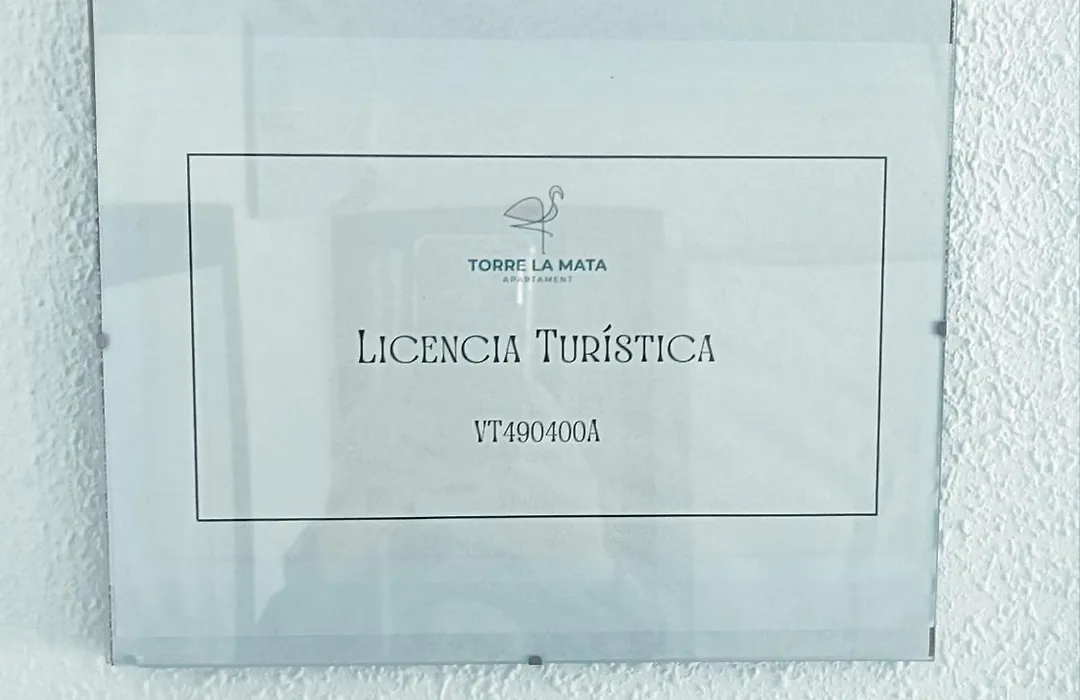 TORRE LA MATA
APARTAMENT
LICENCIA TURÍSTICA
VT490400A